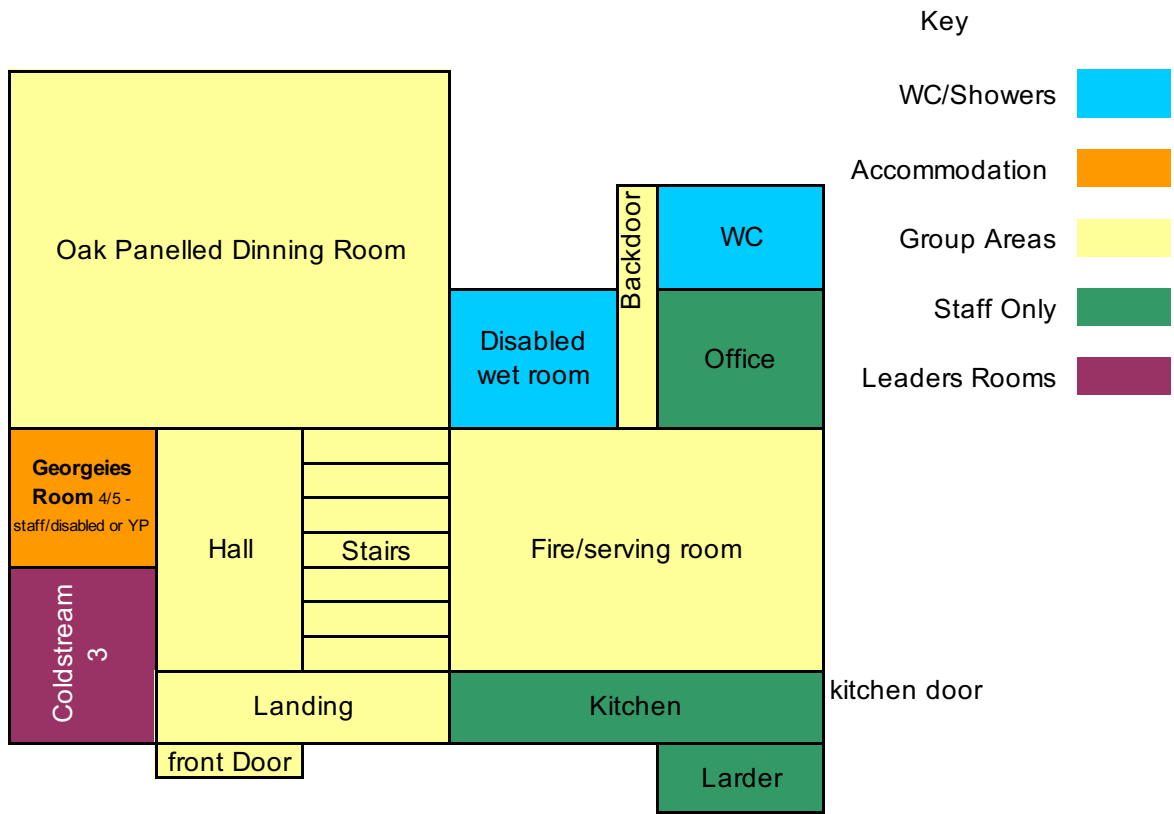 Key
WC/Showers
Accommodation
Group Areas
Staff Only
Leaders Rooms
Oak Panelled Dinning Room
Backdoor
WC
Disabled
wet room
Office
Georgeies
Room 4/5 -
staff/disabled or YP
Hall
Stairs
Fire/serving room
Coldstream
3
Landing
Kitchen
kitchen door
front Door
Larder